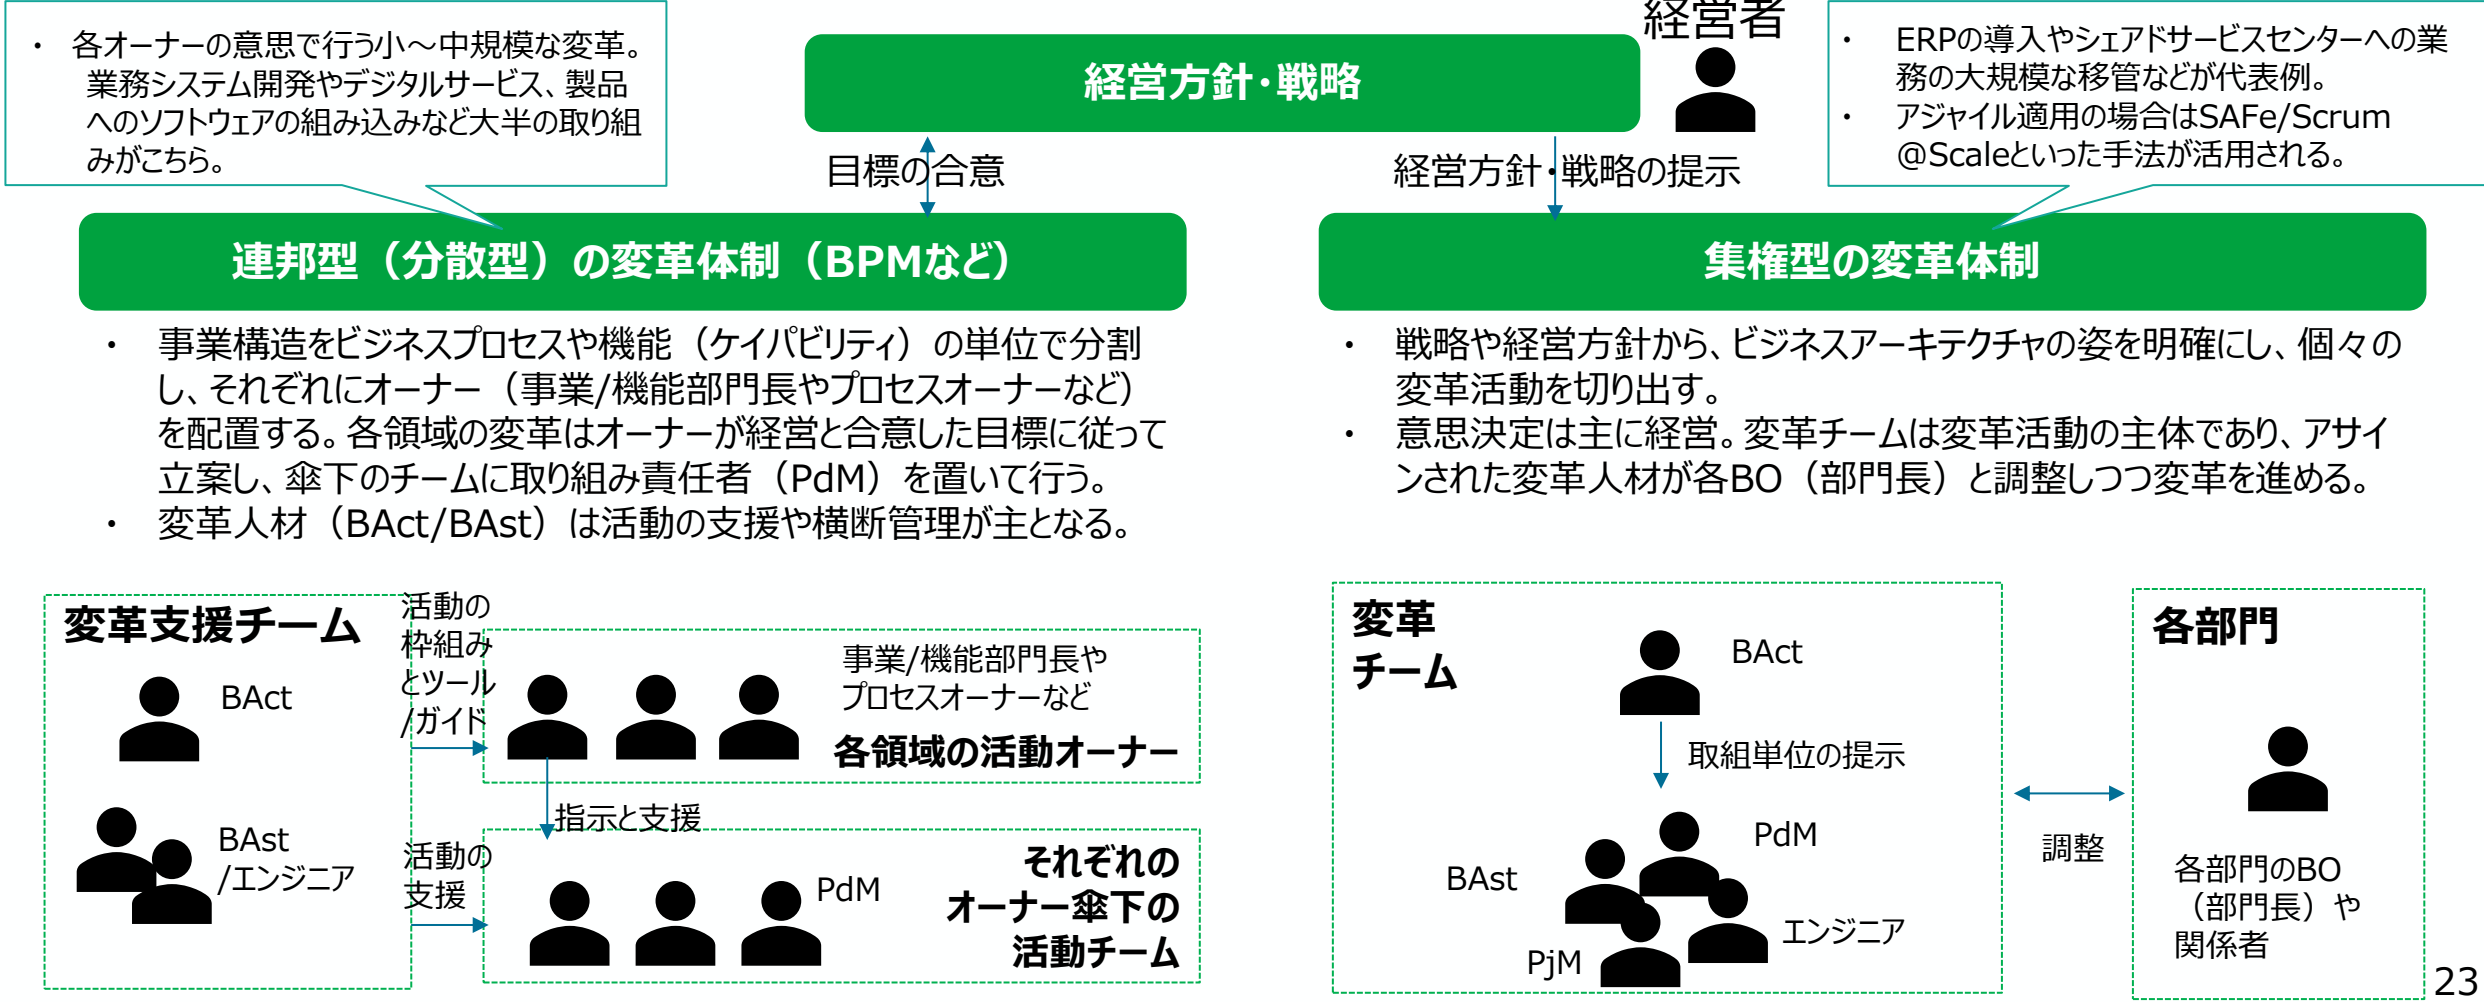 ・ 各オーナーの意思で行う小～中規模な変革。
業務システム開発やデジタルサービス、製品
へのソフトウェアの組み込みなど大半の取り組
みがこちら。
経営者
経営方針・戦略
・ ERPの導入やシェアドサービスセンターへの業
務の大規模な移管などが代表例。
・ アジャイル適用の場合はSAFe/Scrum
@Scaleといった手法が活用される。
目標の合意
経営方針・戦略の提示
連邦型（分散型）の変革体制（BPMなど）
・ 事業構造をビジネスプロセスや機能（ケイパビリティ）の単位で分割
し、それぞれにオーナー（事業/機能部門長やプロセスオーナーなど）
を配置する。各領域の変革はオーナーが経営と合意した目標に従って
立案し、傘下のチームに取り組み責任者（PdM）を置いて行う。
・ 変革人材（BAct/BAst）は活動の支援や横断管理が主となる。
集権型の変革体制
・ 戦略や経営方針から、ビジネスアーキテクチャの姿を明確にし、個々の
変革活動を切り出す。
・ 意思決定は主に経営。変革チームは変革活動の主体であり、アサイ
ンされた変革人材が各BO（部門長）と調整しつつ変革を進める。
変革支援チーム
BAct
BAst
/エンジニア
活動の
枠組み
とツール
/ガイド
事業/機能部門長や
プロセスオーナーなど
各領域の活動オーナー
指示と支援
活動の
支援
PdM
それぞれの
オーナー傘下の
活動チーム
変革
チーム
BAct
取組単位の提示
PdM
BAst
エンジニア
PjM
調整
各部門
各部門のBO
（部門長）や
関係者
23